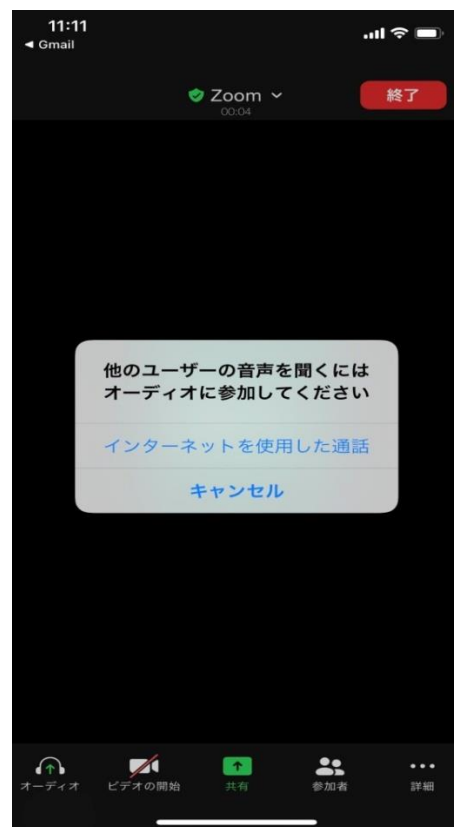 11:11
◀ Gmail
Zoom
00:04
終了
他のユーザーの音声を聞くには
オーディオに参加してください
インターネットを使用した通話
キャンセル
オーディオ
ビデオの開始
共有
参加者
詳細